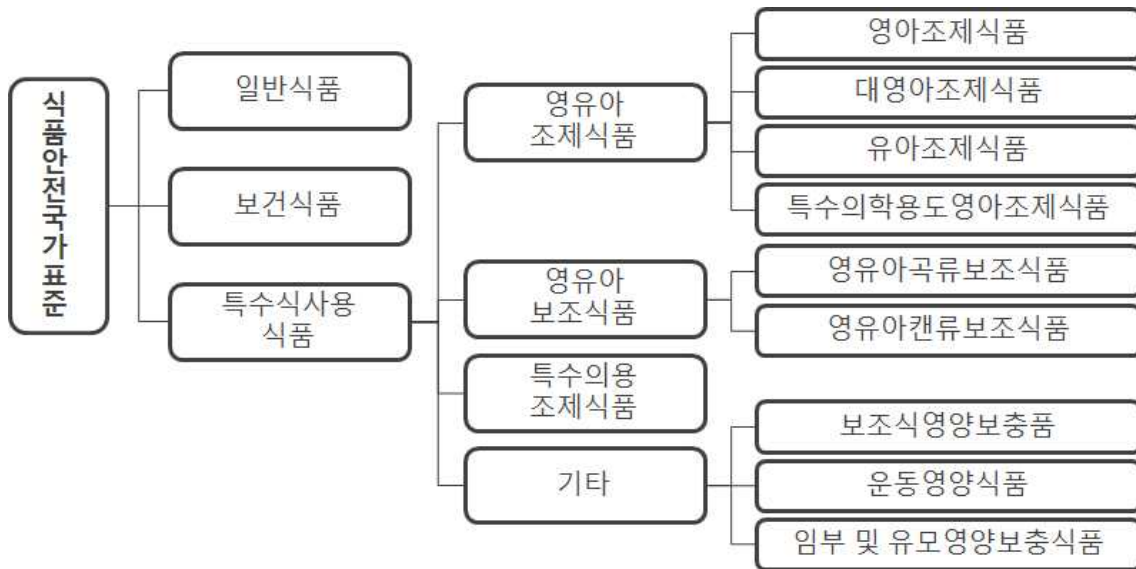 식품안전국가표준
일반식품
보건식품
특수식사용
식품
영유아
조제식품
영유아
보조식품
특수의용
조제식품
기타
영아조제식품
대영아조제식품
유아조제식품
특수의학용도영아조제식품
영유아곡류보조식품
영유아캔류보조식품
보조식영양보충품
운동영양식품
임부 및 유모영양보충식품